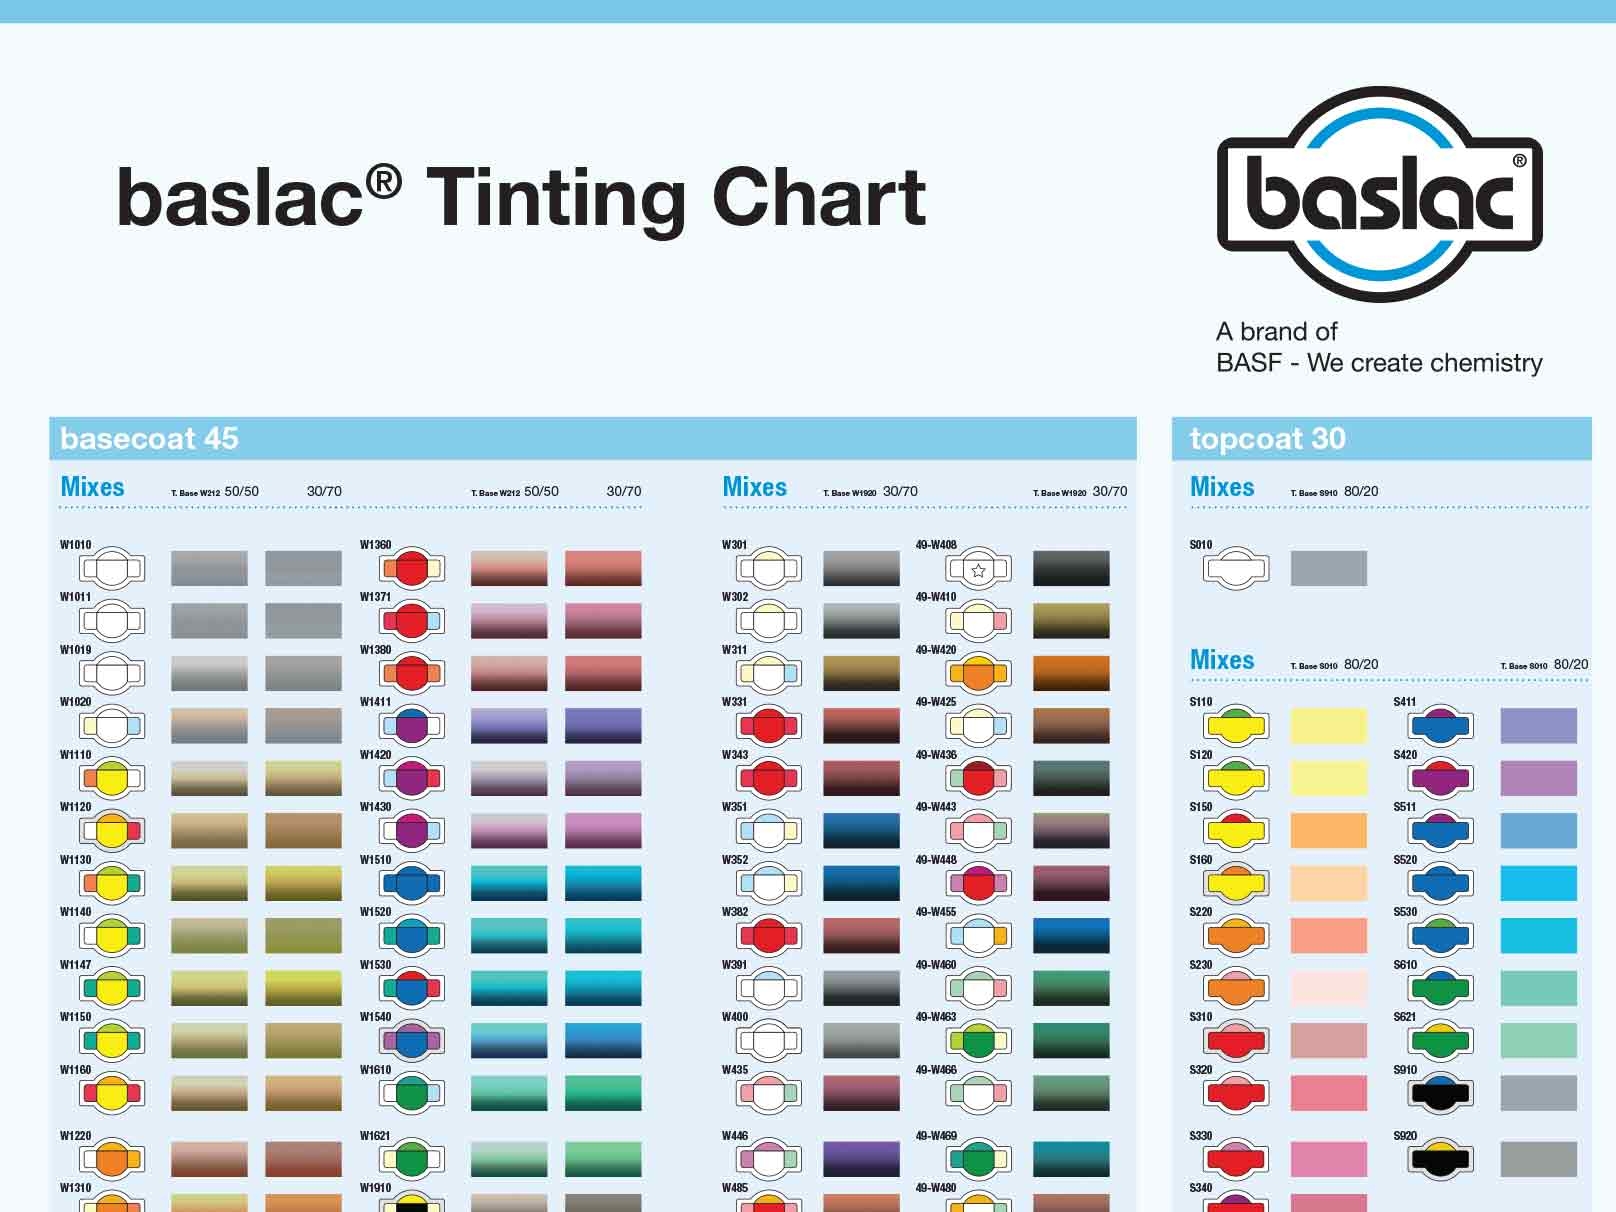 baslac® Tinting Chart
baslac®
A brand of
BASF - We create chemistry
basecoat 45
Mixes T. Base W212 50/50 30/70 T. Base W212 50/50 30/70
Mixes T. Base W1920 30/70 T. Base W1920 30/70
W1010 W1360 W301 49-W408
W1011 W1371 W302 49-W410
W1019 W1380 W311 49-W420
W1020 W1411 W331 49-W425
W1110 W1420 W343 49-W436
W1120 W1430 W351 49-W443
W1130 W1510 W352 49-W448
W1140 W1520 W382 49-W455
W1147 W1530 W391 49-W460
W1150 W1540 W400 49-W463
W1160 W1610 W435 49-W466
W1220 W1621 W446 49-W469
W1310 W1910 W485 49-W480
topcoat 30
Mixes T. Base S910 80/20
S010
Mixes T. Base S010 80/20 T. Base S010 80/20
S110 S411
S120 S420
S150 S511
S160 S520
S220 S530
S230 S610
S310 S621
S320 S910
S330 S920
S340